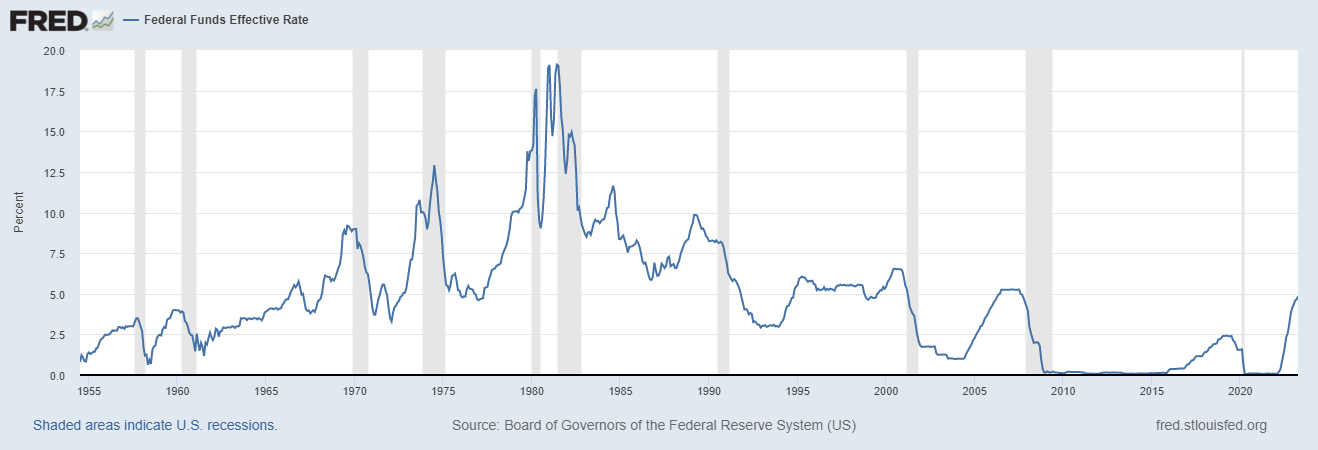 FRED
Federal Funds Effective Rate
20.0
17.5
15.0
12.5
10.0
7.5
5.0
2.5
0.0
Percent
1955 1960 1965 1970 1975 1980 1985 1990 1995 2000 2005 2010 2015 2020
Shaded areas indicate U.S. recessions. Source: Board of Governors of the Federal Reserve System (US) fred.stlouisfed.org